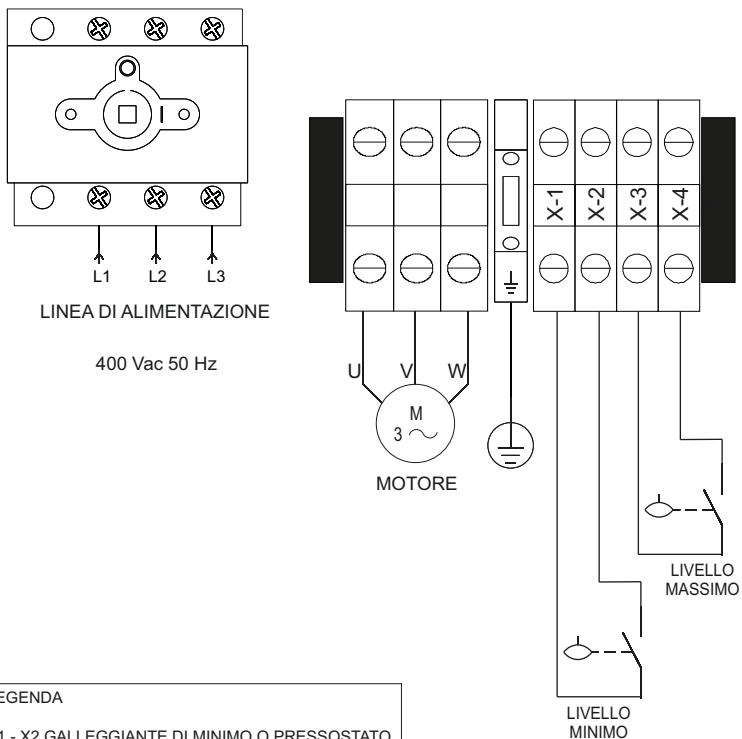 L1 L2 L3
LINEA DI ALIMENTAZIONE
400 Vac 50 Hz
X-1 X-2 X-3 X-4
U V W
M
3
MOTORE
LIVELLO
MASSIMO
LIVELLO
MINIMO
EGENDA
1 - X2 GALLEGGIANTE DI MINIMO O PRESSOSTATO